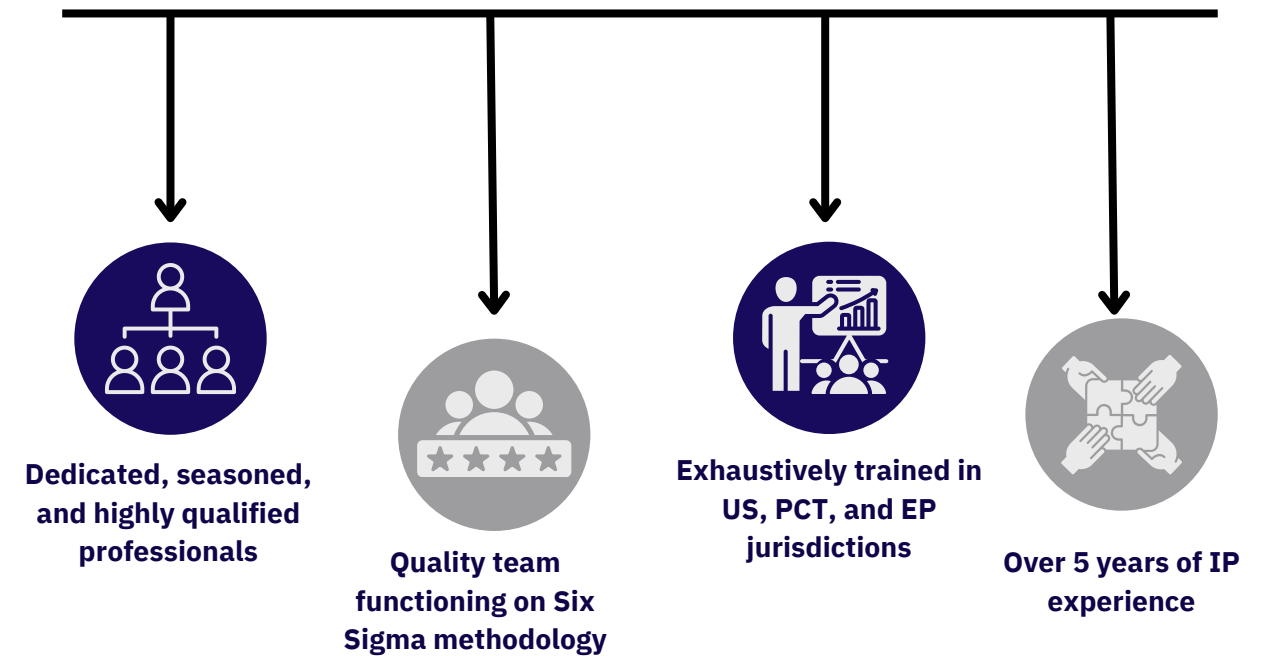 Dedicated, seasoned,
and highly qualified
professionals
Quality team
functioning on Six
Sigma methodology
Exhaustively trained in
US, PCT, and EP
jurisdictions
Over 5 years of IP
experience